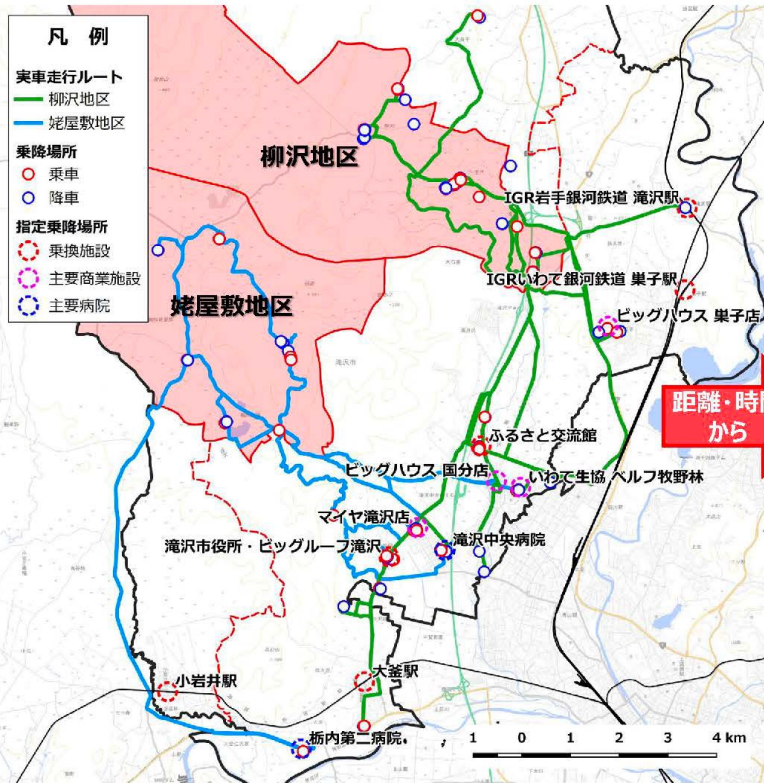 凡 例
実車走行ルート
柳沢地区
姥屋敷地区
乗降場所
乗車
降車
指定乗降場所
乗換施設
主要商業施設
主要病院
柳沢地区
IGR岩手銀河鉄道 滝沢駅
IGRいわて銀河鉄道 巣子駅
姥屋敷地区
ビッグハウス 巣子店
滝沢市
距離・時間
から
ふるさと交流館
ビッグハウス 国分店
いわて生協 ベルフ牧野林
マイヤ滝沢店
滝沢市役所・ビッグルーフ滝沢
滝沢中央病院
小岩井駅
大釜駅
栃内第二病院
1 0 1 2 3 4 km